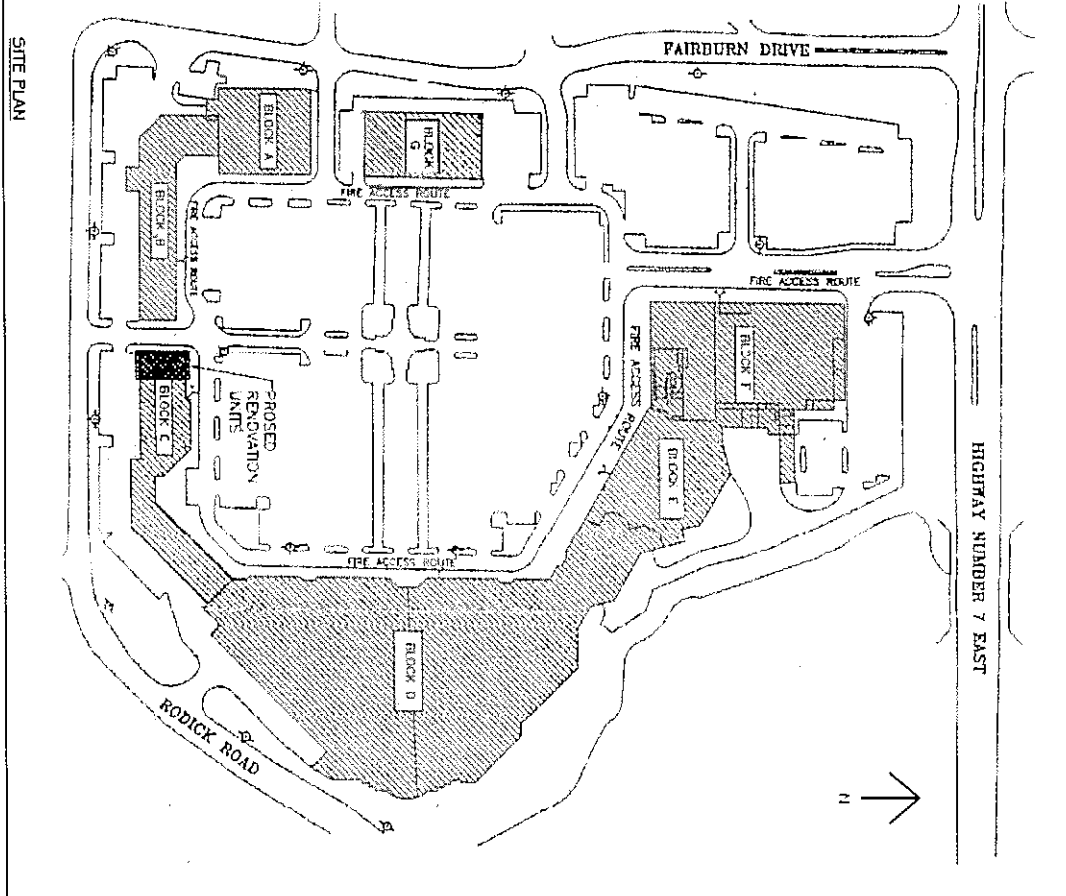 SITE PLAN
FAIRBURN DRIVE
BLOCK A
BLOCK
G
FIRE ACCESS ROUTE
BLOCK B
FIRE ACCESS ROUTE
FIRE ACCESS ROUTE
BLOCK F
FIRE ACCESS ROUTE
BLOCK C
PROSED
RENOVATION
UNITS
BLOCK E
FIRE ACCESS ROUTE
BLOCK D
RODICK ROAD
HIGHWAY NUMBER 7 EAST
N